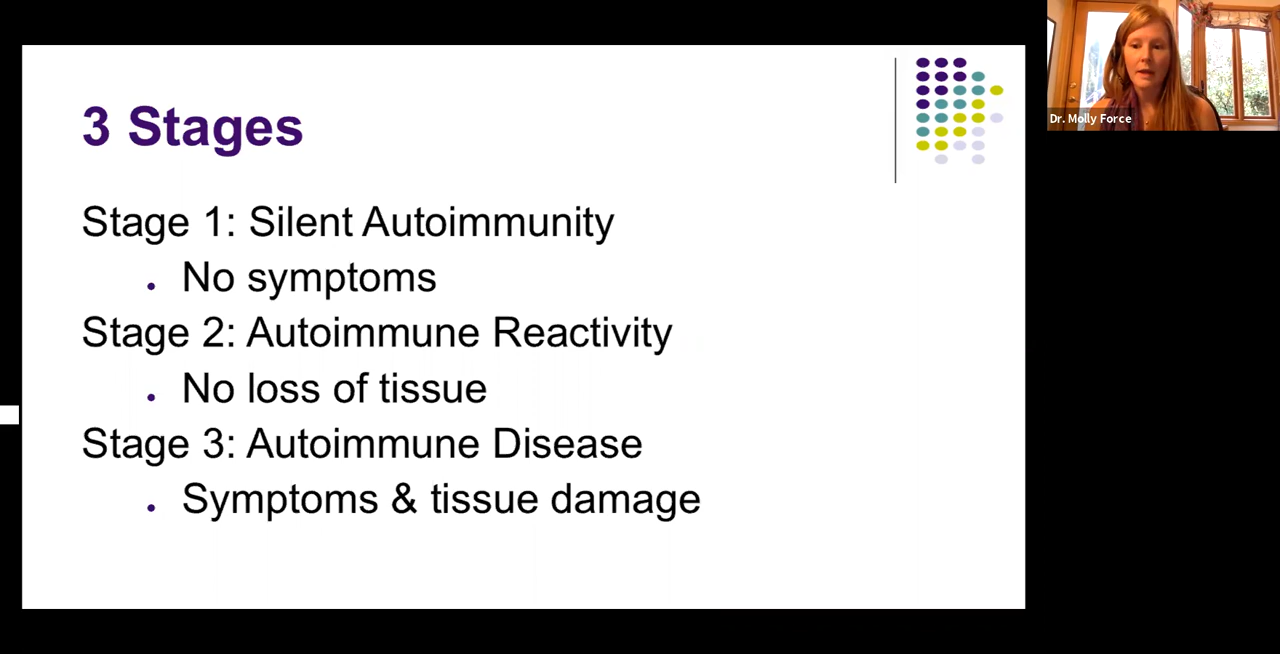 3 Stages
Stage 1: Silent Autoimmunity
. No symptoms
Stage 2: Autoimmune Reactivity
. No loss of tissue
Stage 3: Autoimmune Disease
. Symptoms & tissue damage
Dr. Molly Force